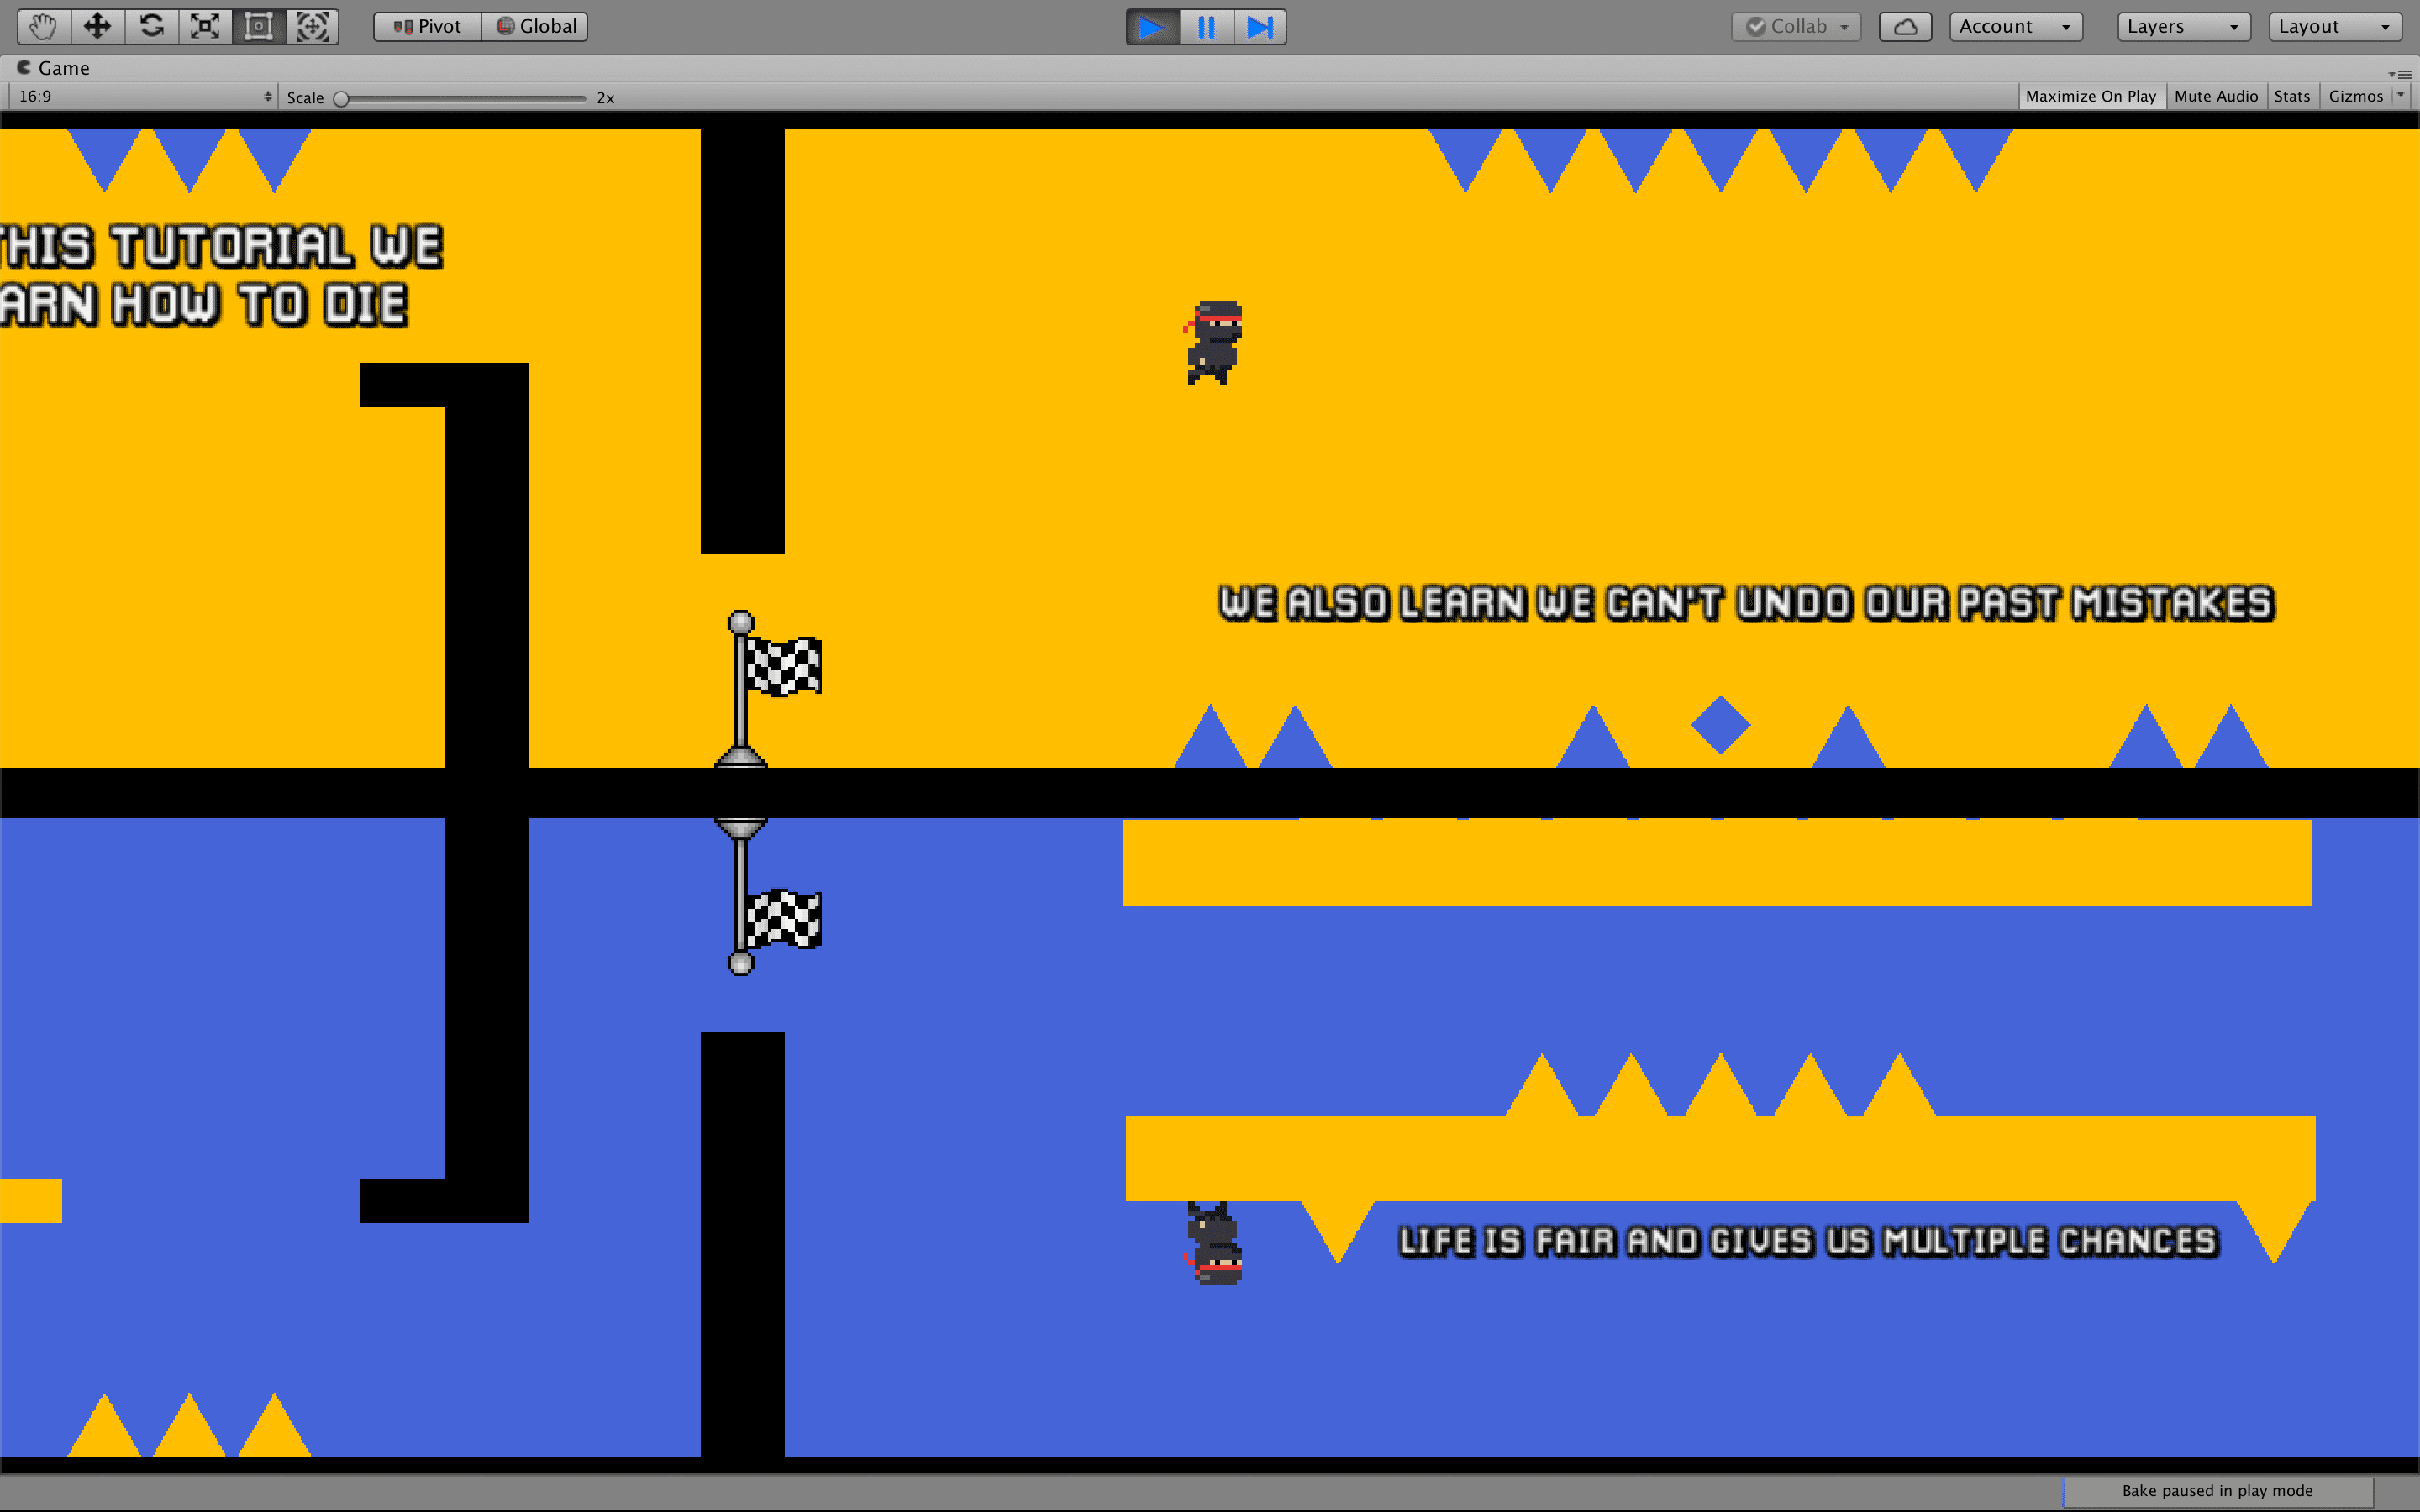 Pivot Global Collab Account Layers Layout
Game
16:9 Scale 2x Maximize On Play Mute Audio Stats Gizmos
THIS TUTORIAL WE
ARN HOW TO DIE
WE ALSO LEARN WE CAN'T UNDO OUR PAST MISTAKES
LIFE IS FAIR AND GIVES US MULTIPLE CHANCES
Bake paused in play mode